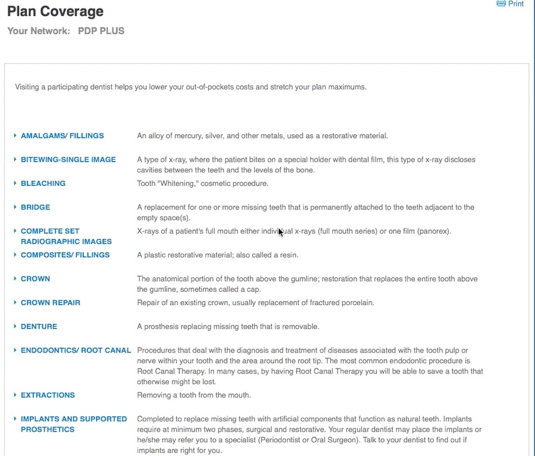 Plan Coverage
Print
Your Network: PDP PLUS
Visiting a participating dentist helps you lower your out-of-pockets costs and stretch your plan maximums.
AMALGAMS/ FILLINGS An alloy of mercury, silver, and other metals, used as a restorative material.
BITEWING-SINGLE IMAGE A type of x-ray, where the patient bites on a special holder with dental film, this type of x-ray discloses
cavities between the teeth and the levels of the bone.
BLEACHING Tooth "Whitening," cosmetic procedure.
BRIDGE A replacement for one or more missing teeth that is permanently attached to the teeth adjacent to the
empty space(s).
COMPLETE SET X-rays of a patient's full mouth either individual x-rays (full mouth series) or one film (panorex).
RADIOGRAPHIC IMAGES
COMPOSITES/ FILLINGS A plastic restorative material; also called a resin.
CROWN The anatomical portion of the tooth above the gumline; restoration that replaces the entire tooth above
the gumline, sometimes called a cap.
CROWN REPAIR Repair of an existing crown, usually replacement of fractured porcelain.
DENTURE A prosthesis replacing missing teeth that is removable.
ENDODONTICS/ ROOT CANAL Procedures that deal with the diagnosis and treatment of diseases associated with the tooth pulp or
nerve within your tooth and the area around the root tip. The most common endodontic procedure is
Root Canal Therapy. In many cases, by having Root Canal Therapy you will be able to save a tooth that
otherwise might be lost.
EXTRACTIONS Removing a tooth from the mouth.
IMPLANTS AND SUPPORTED Completed to replace missing teeth with artificial components that function as natural teeth. Implants
PROSTHETICS require at minimum two phases, surgical and restorative. Your regular dentist may place the implants or
he/she may refer you to a specialist (Periodontist or Oral Surgeon). Talk to your dentist to find out if
implants are right for you.